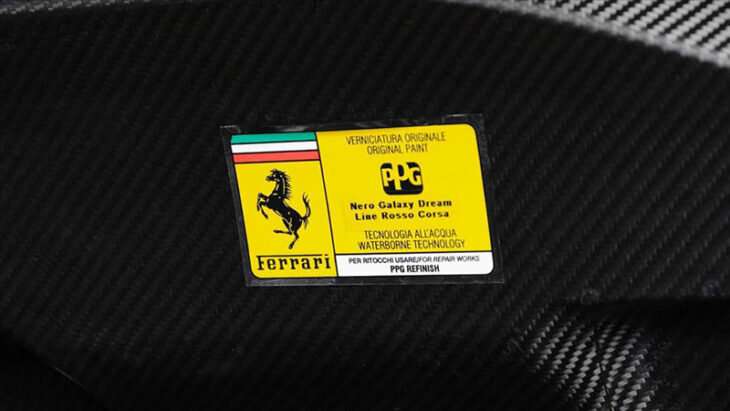 VERNICIATURA ORIGINALE
ORIGINAL PAINT
PPG
Nero Galaxy Dream
Line Rosso Corsa
TECNOLOGIA ALL'ACQUA
WATERBORNE TECHNOLOGY
Ferrari
PER RITOCCHI USARE/FOR REPAIR WORKS
PPG REFINISH